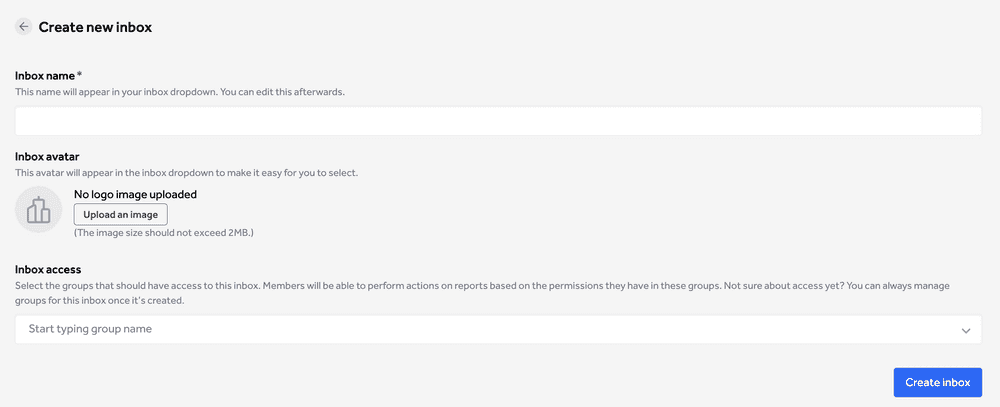 Create new inbox
Inbox name*
This name will appear in your inbox dropdown. You can edit this afterwards.
Inbox avatar
This avatar will appear in the inbox dropdown to make it easy for you to select.
No logo image uploaded
Upload an image
(The image size should not exceed 2MB.)
Inbox access
Select the groups that should have access to this inbox. Members will be able to perform actions on reports based on the permissions they have in these groups. Not sure about access yet? You can always manage
groups for this inbox once it's created.
Start typing group name
Create inbox